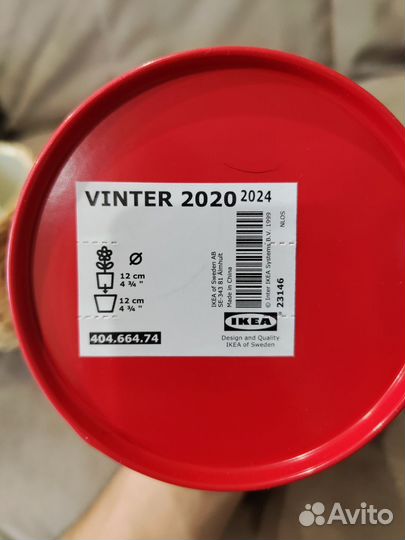 VINTER 2020 2024
Ø
12 cm
4 ¾ "
12 cm
4 ¾ "
404.664.74
IKEA of Sweden AB
SE-343 81 Älmhult
Made in China
© Inter IKEA Systems B.V. 1999
23146
NLOS
IKEA
Design and Quality
IKEA of Sweden
Avito